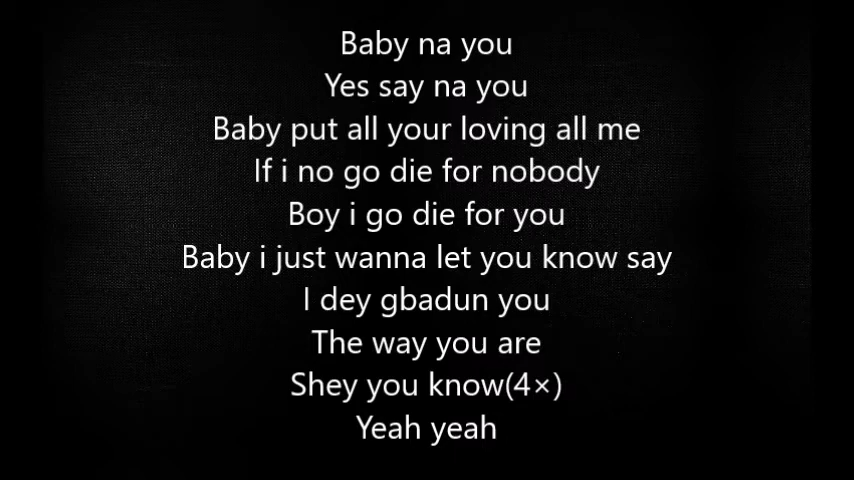 Baby na you
Yes say na you
Baby put all your loving all me
If i no go die for nobody
Boy i go die for you
Baby i just wanna let you know say
I dey gbadun you
The way you are
Shey you know(4×)
Yeah yeah